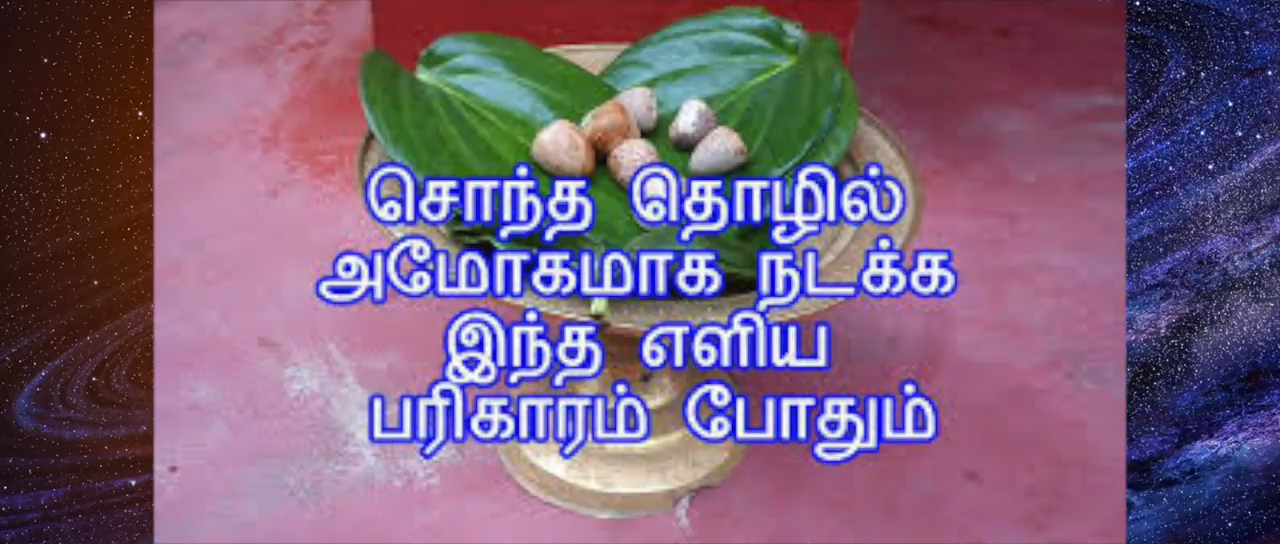 சொந்த தொழில்
அமோகமாக நடக்க
இந்த எளிய
பரிகாரம் போதும்